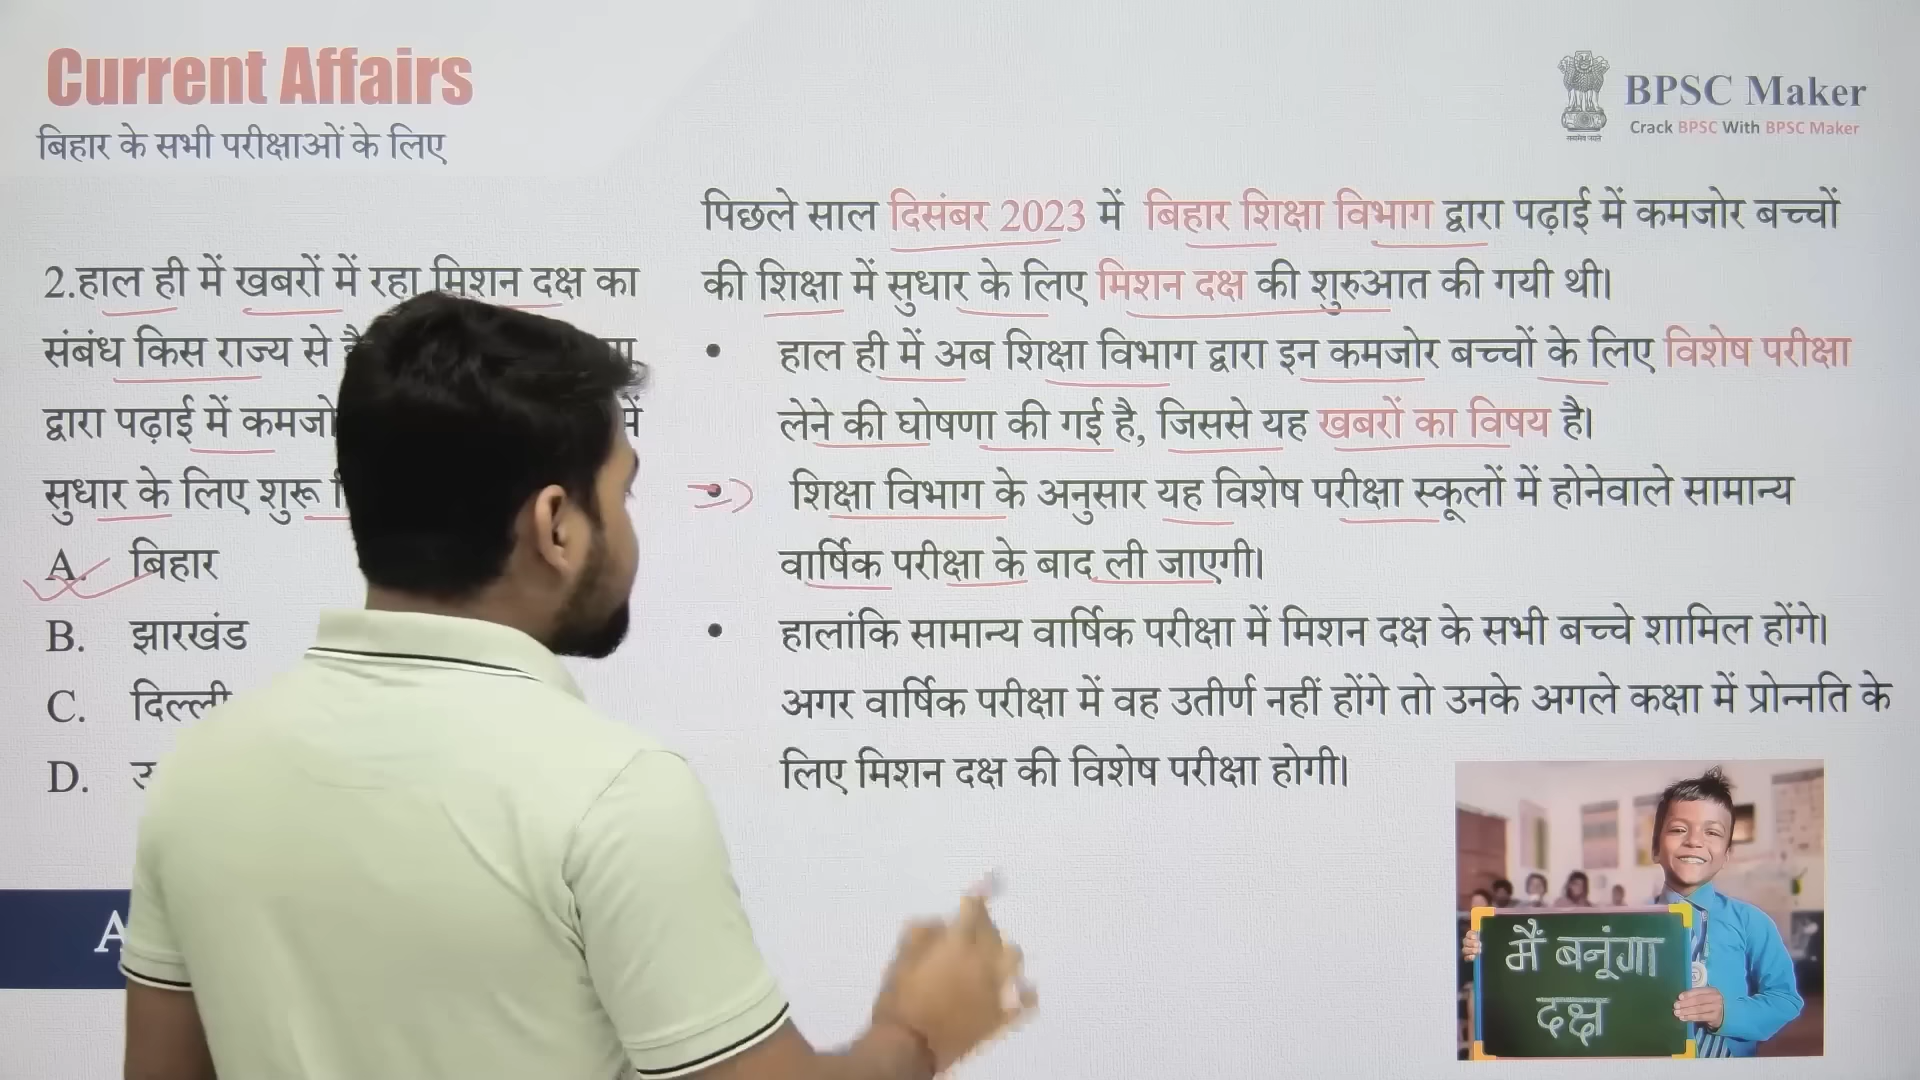 Current Affairs
बिहार के सभी परीक्षाओं के लिए
BPSC Maker
Crack BPSC With BPSC Maker
2.हाल ही में खबरों में रहा मिशन दक्ष का
संबंध किस राज्य से
द्वारा पढ़ाई में में
सुधार के लिए शुरू
A. बिहार
B. झारखंड
C. दिल्ली
D.
पिछले साल दिसंबर 2023 में बिहार शिक्षा विभाग द्वारा पढ़ाई में कमजोर बच्चों
की शिक्षा में सुधार के लिए मिशन दक्ष की शुरुआत की गयी थी।
• हाल ही में अब शिक्षा विभाग द्वारा इन कमजोर बच्चों के लिए विशेष परीक्षा
लेने की घोषणा की गई है, जिससे यह खबरों का विषय है।
• शिक्षा विभाग के अनुसार यह विशेष परीक्षा स्कूलों में होनेवाले सामान्य
वार्षिक परीक्षा के बाद ली जाएगी।
• हालांकि सामान्य वार्षिक परीक्षा में मिशन दक्ष के सभी बच्चे शामिल होंगे।
अगर वार्षिक परीक्षा में वह उतीर्ण नहीं होंगे तो उनके अगले कक्षा में प्रोन्नति के
लिए मिशन दक्ष की विशेष परीक्षा होगी।
मैं बनूंगा
दक्ष